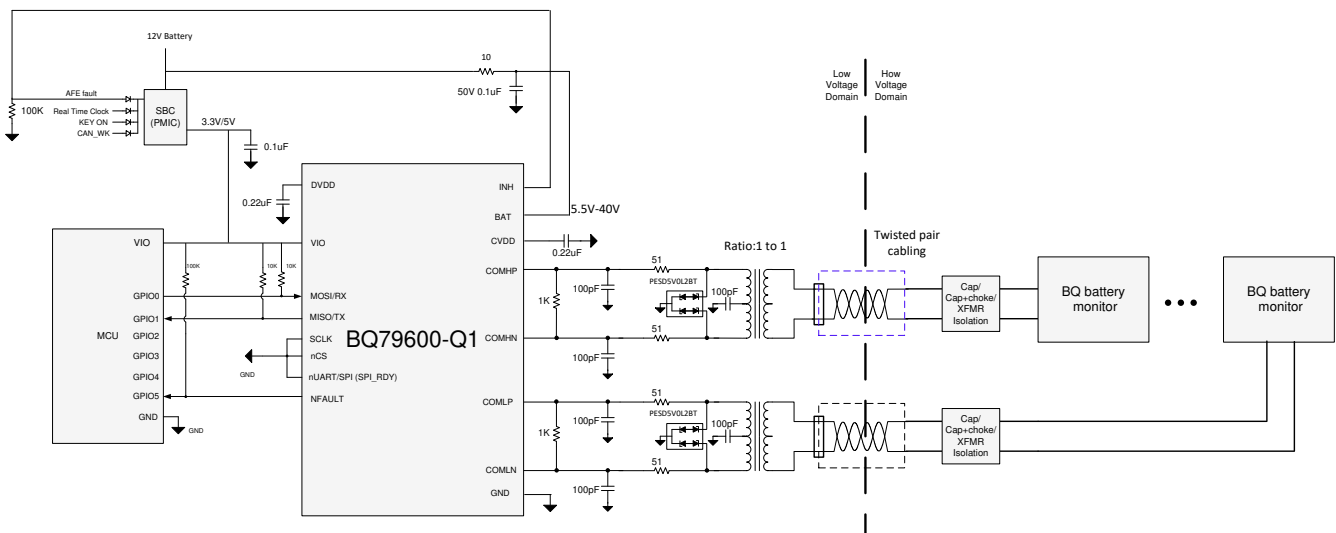 12V Battery
10
50V 0.1uF
Low
Voltage
Domain
How
Voltage
Domain
AFE fault
Real Time Clock
KEY ON
CAN_WK
100K
SBC
(PMIC)
3.3V/5V
0.1uF
DVDD
0.22uF
INH
BAT
5.5V-40V
CVDD
0.22uF
VIO
VIO
100K
10K
10K
GPIO0
MOSI/RX
GPIO1
MISO/TX
MCU
GPIO2
SCLK
GPIO3
nCS
GND
GPIO4
nUART/SPI (SPI_RDY)
GPIO5
NFAULT
GND
GND
BQ79600-Q1
COMHP
COMHN
COMLP
COMLN
GND
1K
100pF
100pF
51
PESD5V0L2BT
100pF
51
Ratio:1 to 1
Twisted pair
cabling
Cap/
Cap+choke/
XFMR
Isolation
BQ battery
monitor
BQ battery
monitor
1K
100pF
100pF
51
PESD5V0L2BT
100pF
51
Cap/
Cap+choke/
XFMR
Isolation